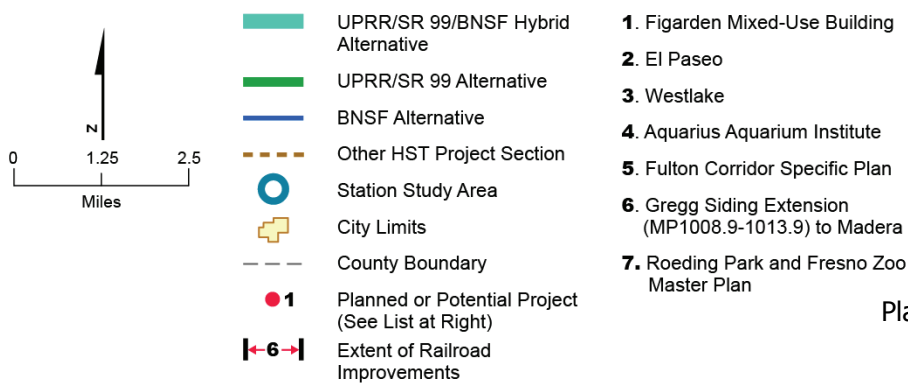 N
0 1.25 2.5
Miles
UPRR/SR 99/BNSF Hybrid
Alternative
UPRR/SR 99 Alternative
BNSF Alternative
Other HST Project Section
Station Study Area
City Limits
County Boundary
1 Planned or Potential Project
(See List at Right)
6 Extent of Railroad
Improvements
1. Figarden Mixed-Use Building
2. El Paseo
3. Westlake
4. Aquarius Aquarium Institute
5. Fulton Corridor Specific Plan
6. Gregg Siding Extension
(MP1008.9-1013.9) to Madera
7. Roeding Park and Fresno Zoo
Master Plan
Pla